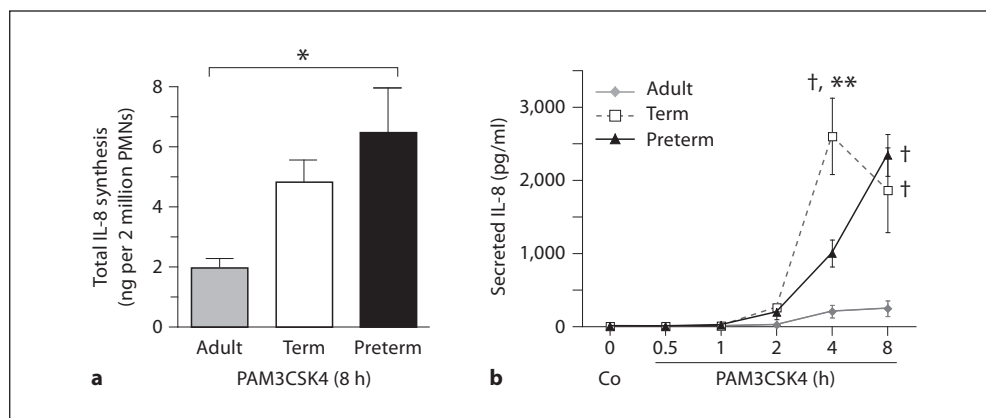 *
8
6
4
2
0
Total IL-8 synthesis
(ng per 2 million PMNs)
Adult Term Preterm
a PAM3CSK4 (8 h)
Adult
Term
Preterm
†, **
†
†
3,000
2,000
1,000
0
Secreted IL-8 (pg/ml)
0 0.5 1 2 4 8
b Co PAM3CSK4 (h)